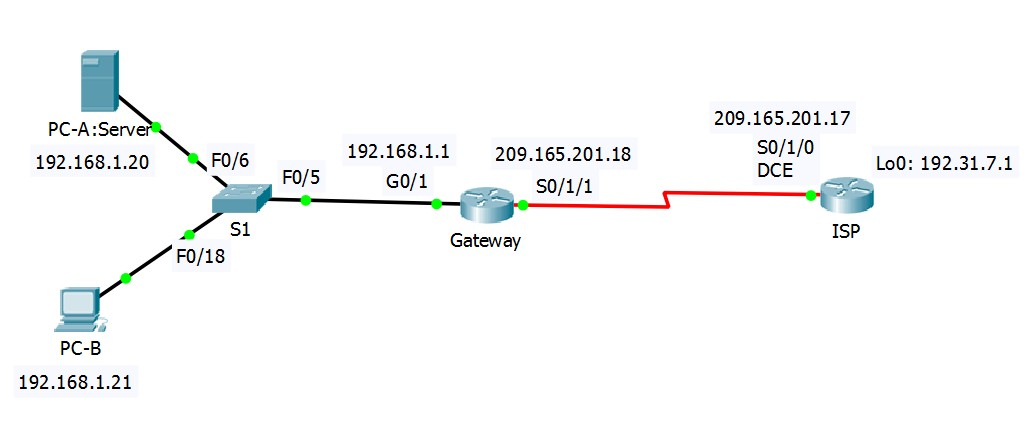 PC-A:Server
192.168.1.20
F0/6
F0/5
S1
F0/18
PC-B
192.168.1.21
192.168.1.1
G0/1
Gateway
209.165.201.18
S0/1/1
209.165.201.17
S0/1/0
DCE
ISP
Lo0: 192.31.7.1